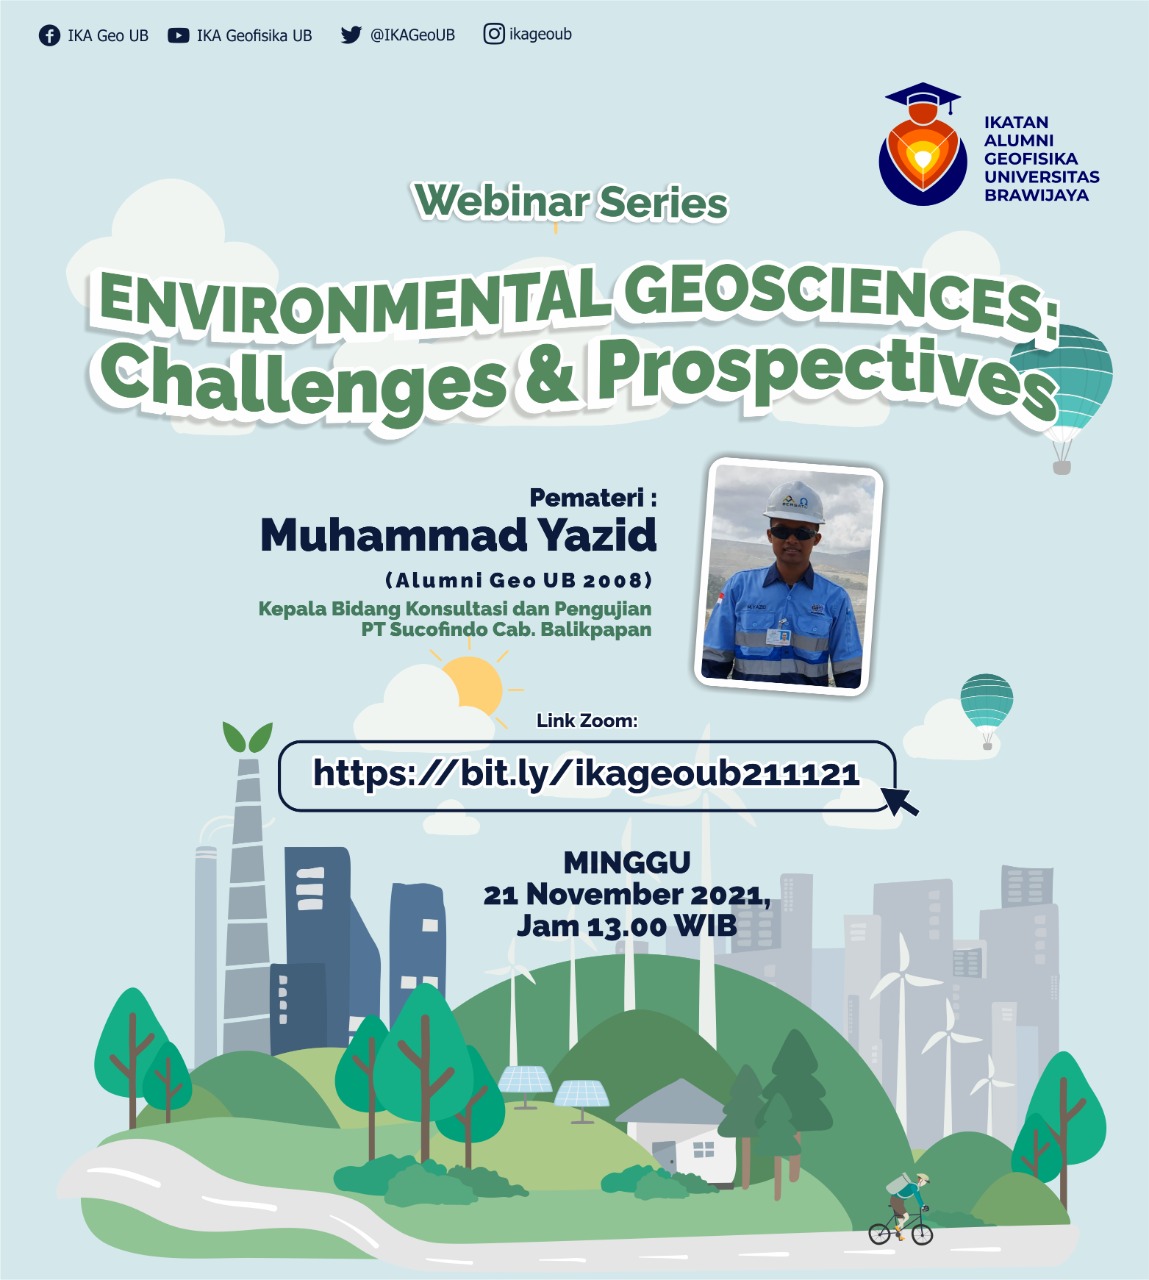 IKA Geo UB IKA Geofisika UB @IKAGeoUB ikageoub
IKATAN
ALUMNI
GEOFISIKA
UNIVERSITAS
BRAWIJAYA
Webinar Series
ENVIRONMENTAL GEOSCIENCES:
Challenges & Prospectives
Pemateri :
Muhammad Yazid
(Alumni Geo UB 2008)
Kepala Bidang Konsultasi dan Pengujian
PT Sucofindo Cab. Balikpapan
Link Zoom:
https://bit.ly/ikageoub211121
MINGGU
21 November 2021,
Jam 13.00 WIB